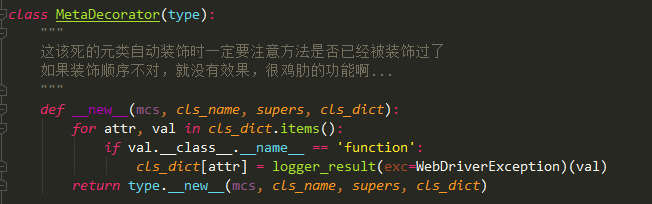 class MetaDecorator(type):
    """
    这该死的元类自动装饰时一定要注意方法是否已经被装饰过了
    如果装饰顺序不对，就没有效果，很鸡肋的功能啊...
    """
    def __new__(mcs, cls_name, supers, cls_dict):
        for attr, val in cls_dict.items():
            if val.__class__.__name__ == 'function':
                cls_dict[attr] = logger_result(exc=WebDriverException)(val)
        return type.__new__(mcs, cls_name, supers, cls_dict)